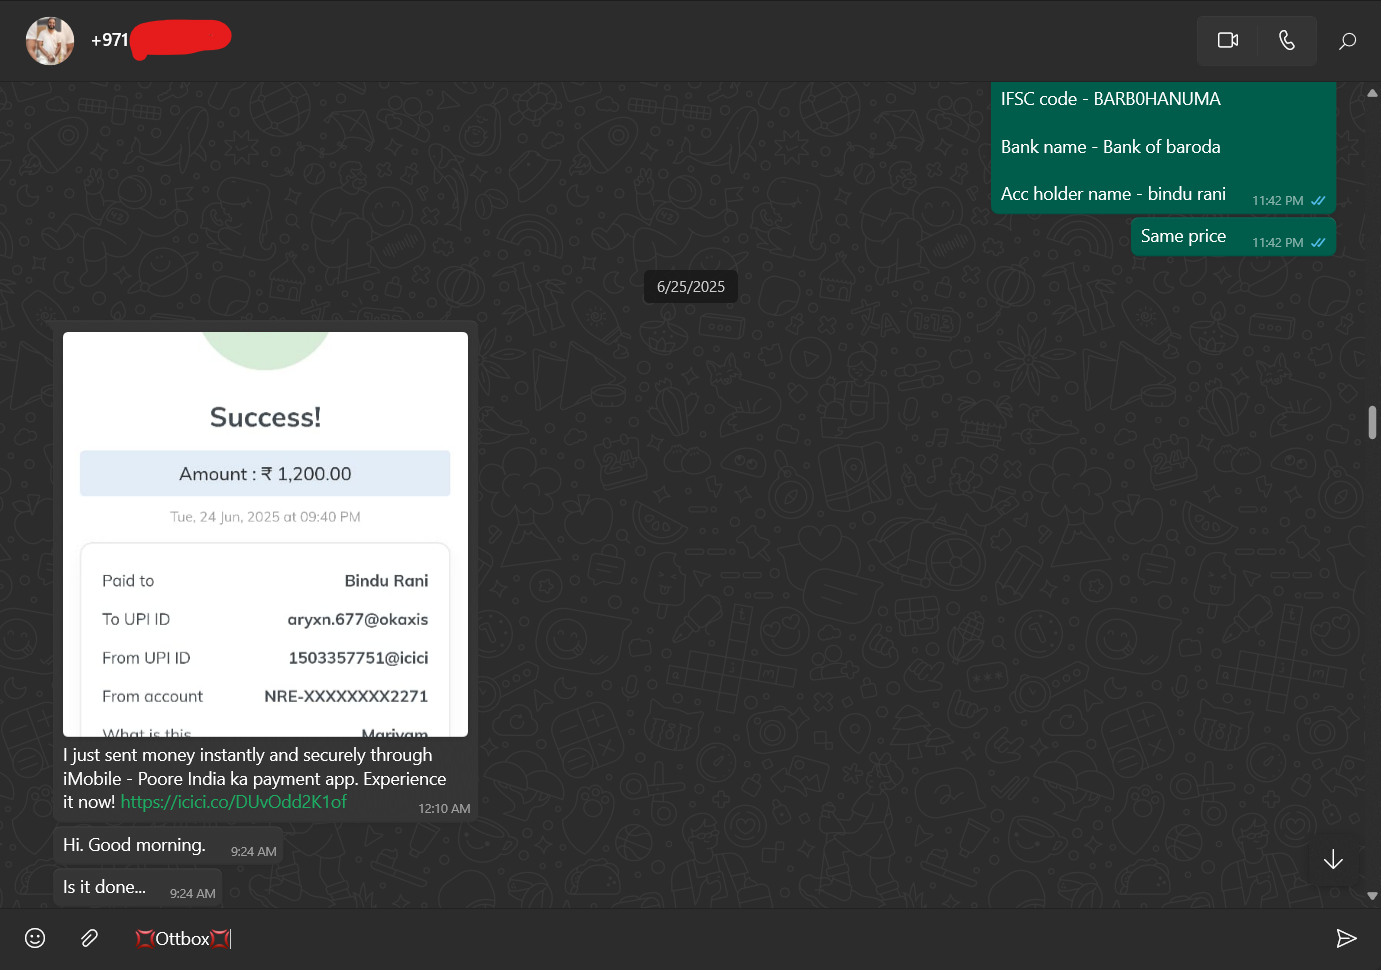 +971
IFSC code - BARB0HANUMA
Bank name - Bank of baroda
Acc holder name - bindu rani
11:42 PM
Same price
11:42 PM
6/25/2025
Success!
Amount : ₹ 1,200.00
Tue, 24 Jun, 2025 at 09:40 PM
Paid to Bindu Rani
To UPI ID aryxn.677@okaxis
From UPI ID 1503357751@icici
From account NRE-XXXXXXXX2271
What is this Mariyam
I just sent money instantly and securely through
iMobile - Poore India ka payment app. Experience
it now! https://icici.co/DUvOdd2K1of
12:10 AM
Hi. Good morning.
9:24 AM
Is it done...
9:24 AM
💢Ottbox💢